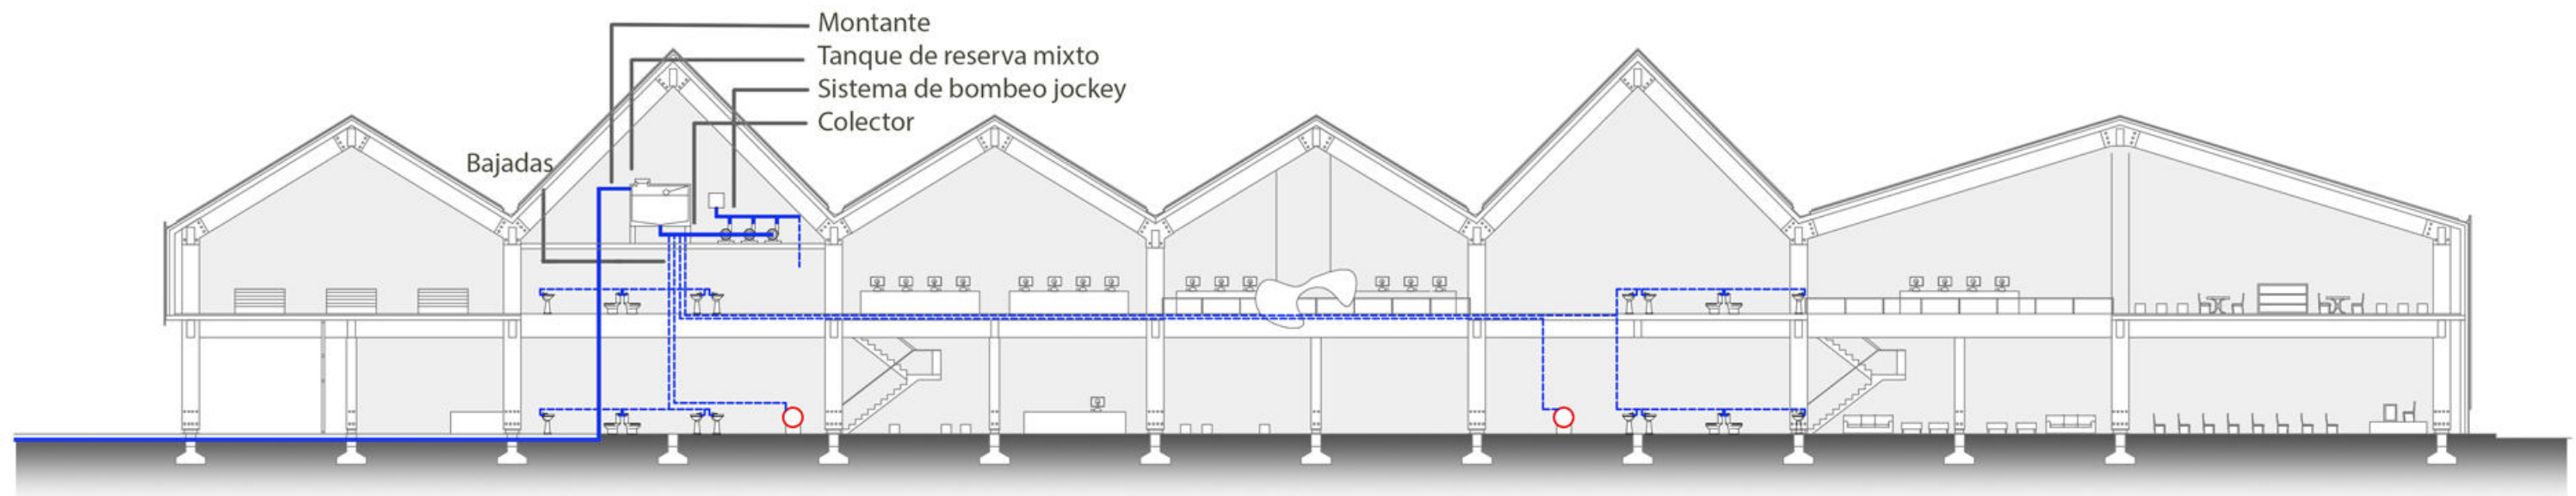 Montante
Tanque de reserva mixto
Sistema de bombeo jockey
Colector
Bajadas